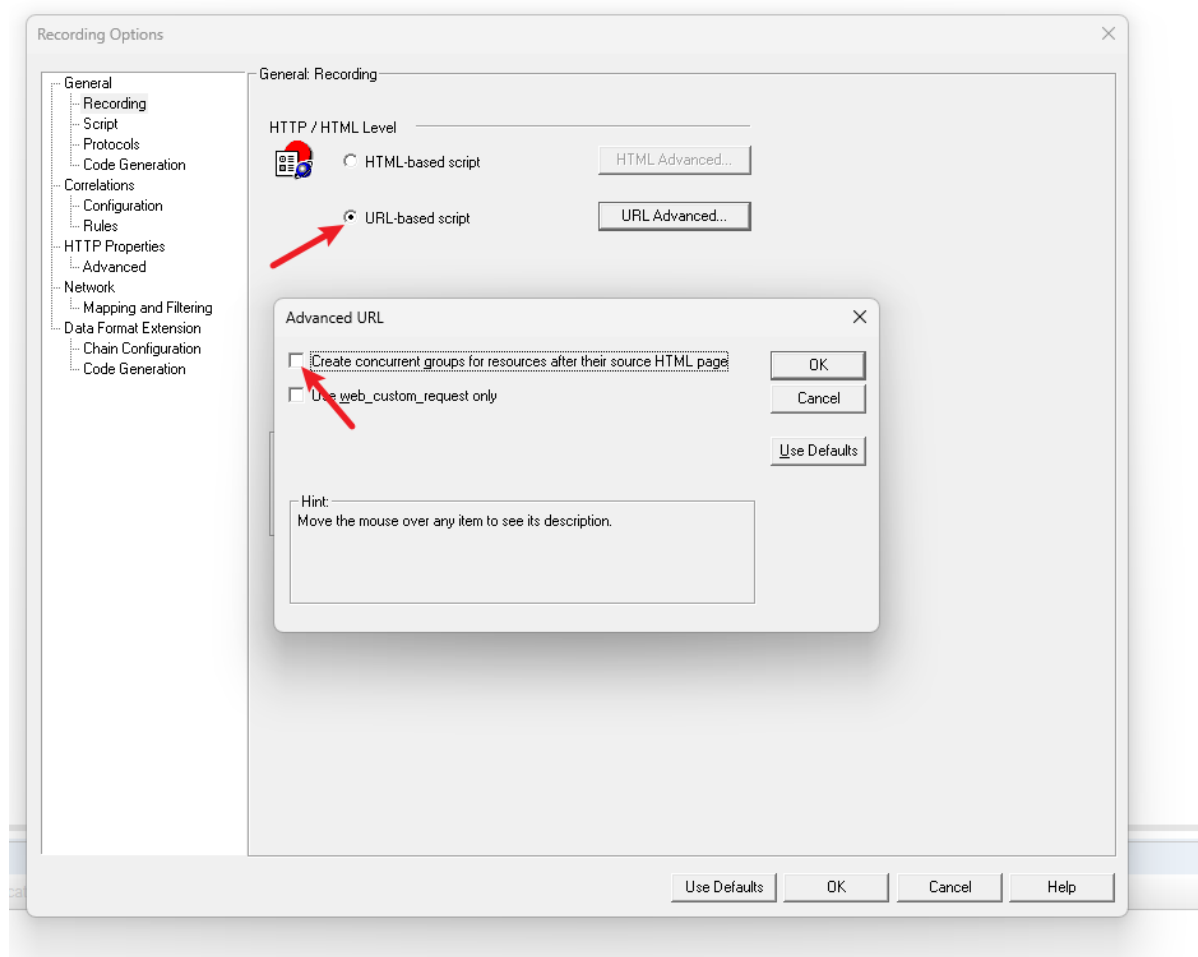 Recording Options
General
Recording
Script
Protocols
Code Generation
Correlations
Configuration
Rules
HTTP Properties
Advanced
Network
Mapping and Filtering
Data Format Extension
Chain Configuration
Code Generation
General: Recording
HTTP / HTML Level
HTML-based script
HTML Advanced...
URL-based script
URL Advanced...
Advanced URL
Create concurrent groups for resources after their source HTML page
Use web_custom_request only
OK
Cancel
Use Defaults
Hint:
Move the mouse over any item to see its description.
Use Defaults
OK
Cancel
Help